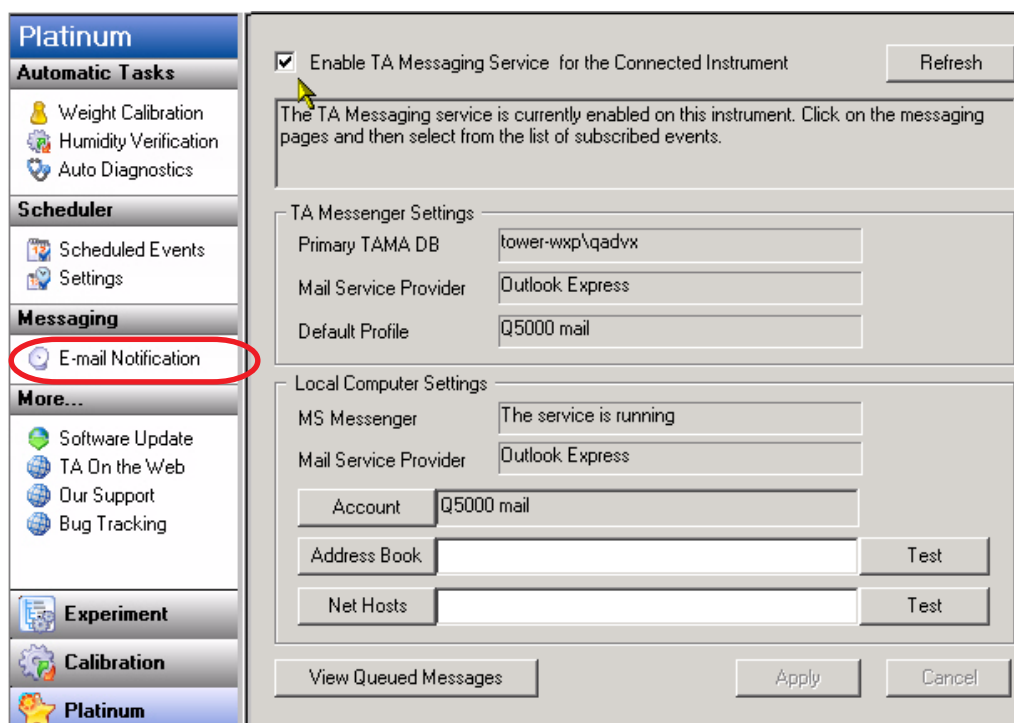 Platinum
Automatic Tasks
Weight Calibration
Humidity Verification
Auto Diagnostics
Scheduler
Scheduled Events
Settings
Messaging
E-mail Notification
More...
Software Update
TA On the Web
Our Support
Bug Tracking
Experiment
Calibration
Platinum
Enable TA Messaging Service for the Connected Instrument
Refresh
The TA Messaging service is currently enabled on this instrument. Click on the messaging
pages and then select from the list of subscribed events.
TA Messenger Settings
Primary TAMA DB tower-wxp\qadvx
Mail Service Provider Outlook Express
Default Profile Q5000 mail
Local Computer Settings
MS Messenger The service is running
Mail Service Provider Outlook Express
Account Q5000 mail
Address Book Test
Net Hosts Test
View Queued Messages Apply Cancel